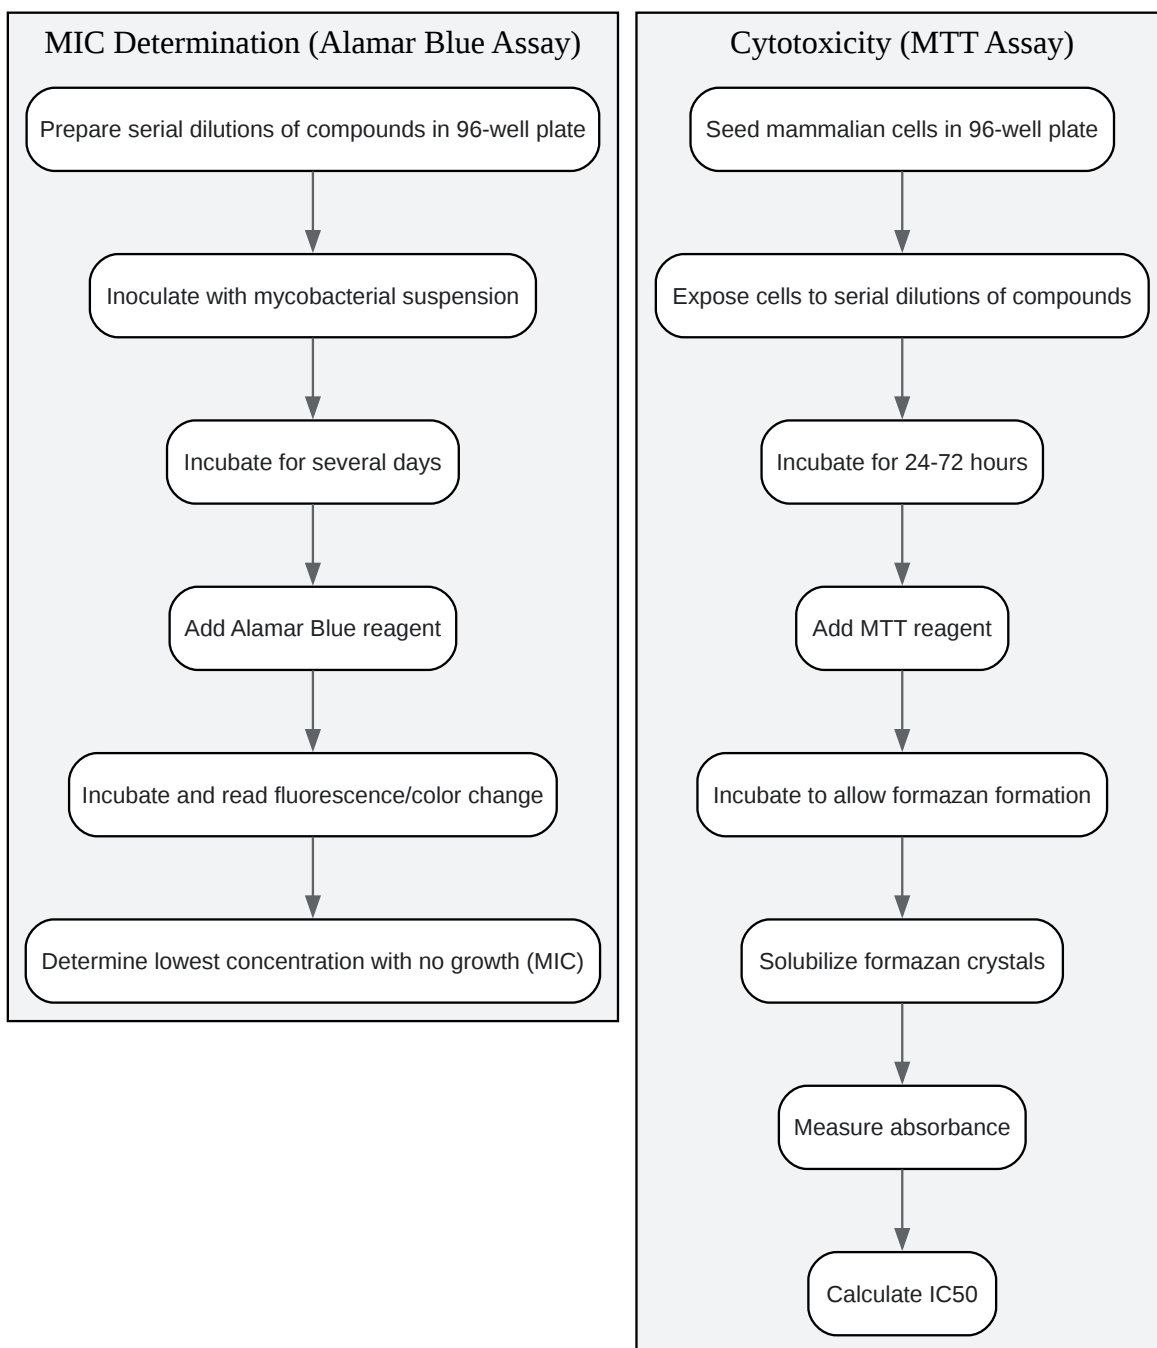 MIC Determination (Alamar Blue Assay)
Prepare serial dilutions of compounds in 96-well plate
Inoculate with mycobacterial suspension
Incubate for several days
Add Alamar Blue reagent
Incubate and read fluorescence/color change
Determine lowest concentration with no growth (MIC)
Cytotoxicity (MTT Assay)
Seed mammalian cells in 96-well plate
Expose cells to serial dilutions of compounds
Incubate for 24-72 hours
Add MTT reagent
Incubate to allow formazan formation
Solubilize formazan crystals
Measure absorbance
Calculate IC50